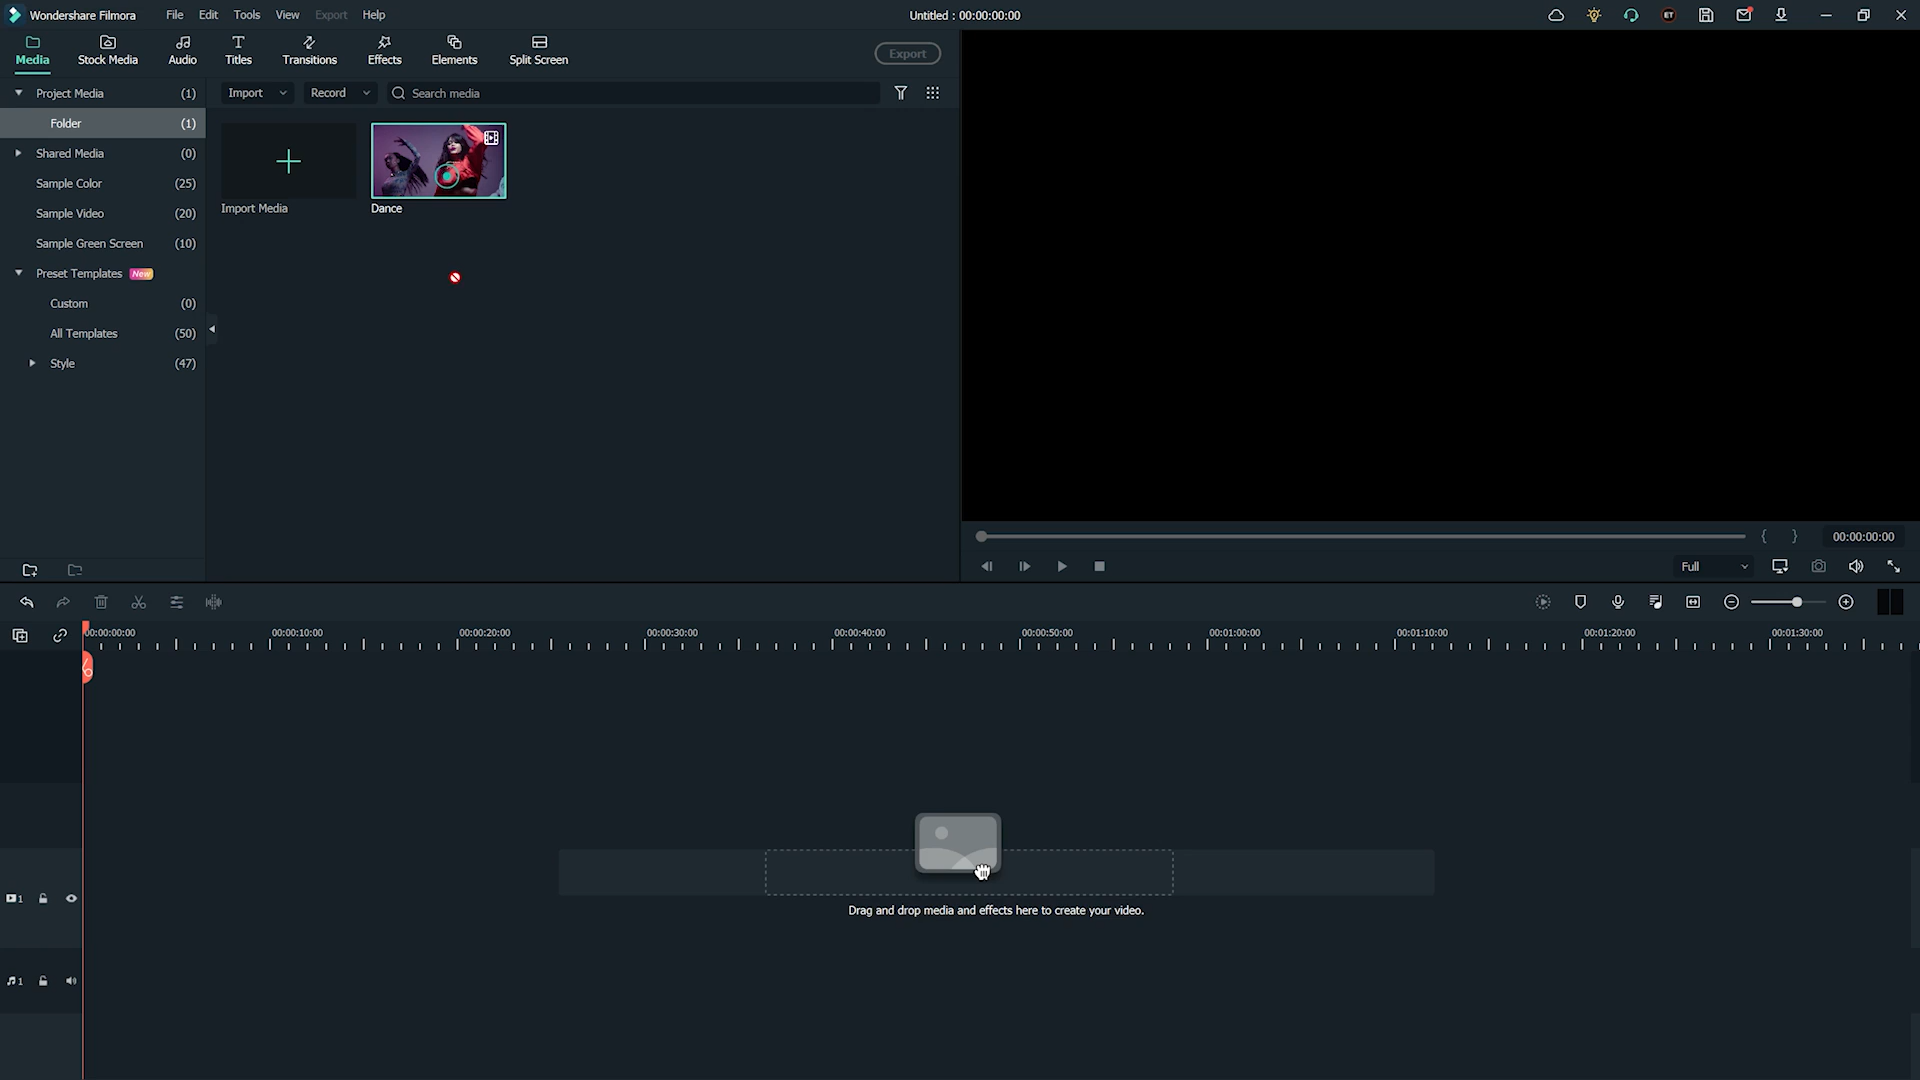 Wondershare Filmora File Edit Tools View Export Help Untitled : 00:00:00:00 ET
Media Stock Media Audio Titles Transitions Effects Elements Split Screen Export
Project Media (1) Import Record Search media
Folder (1)
Shared Media (0)
Sample Color (25)
Import Media Dance
Sample Video (20)
Sample Green Screen (10)
Preset Templates New
Custom (0)
All Templates (50)
Style (47)
{ } 00:00:00:00
Full
00:00:00:00 00:00:10:00 00:00:20:00 00:00:30:00 00:00:40:00 00:00:50:00 00:01:00:00 00:01:10:00 00:01:20:00 00:01:30:00
1
Drag and drop media and effects here to create your video.
1